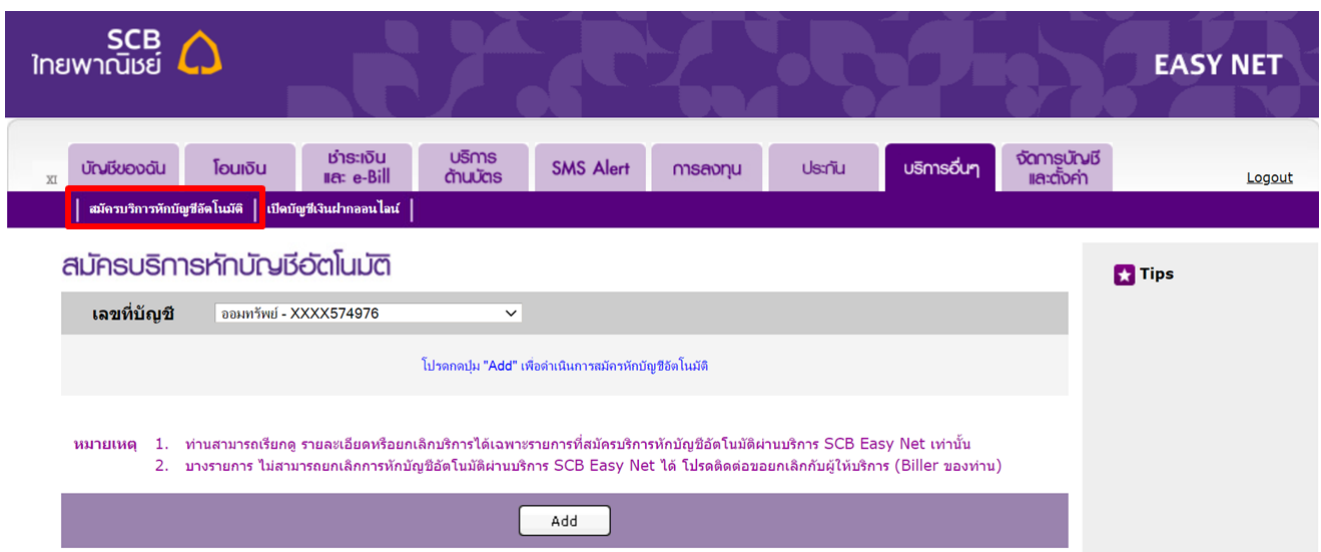 SCB
ไทยพาณิชย์
EASY NET
XI
บัญชีของฉัน
โอนเงิน
ชำระเงิน
และ e-Bill
บริการ
ด้านบัตร
SMS Alert
การลงทุน
ประกัน
บริการอื่นๆ
จัดการบัญชี
และตั้งค่า
Logout
สมัครบริการหักบัญชีอัตโนมัติ
เปิดบัญชีเงินฝากออนไลน์
สมัครบริการหักบัญชีอัตโนมัติ
Tips
เลขที่บัญชี ออมทรัพย์ - XXXX574976
โปรดกดปุ่ม "Add" เพื่อดำเนินการสมัครหักบัญชีอัตโนมัติ
หมายเหตุ 1. ท่านสามารถเรียกดู รายละเอียดหรือยกเลิกบริการได้เฉพาะรายการที่สมัครบริการหักบัญชีอัตโนมัติผ่านบริการ SCB Easy Net เท่านั้น
2. บางรายการ ไม่สามารถยกเลิกการหักบัญชีอัตโนมัติผ่านบริการ SCB Easy Net ได้ โปรดติดต่อขอยกเลิกกับผู้ให้บริการ (Biller ของท่าน)
Add